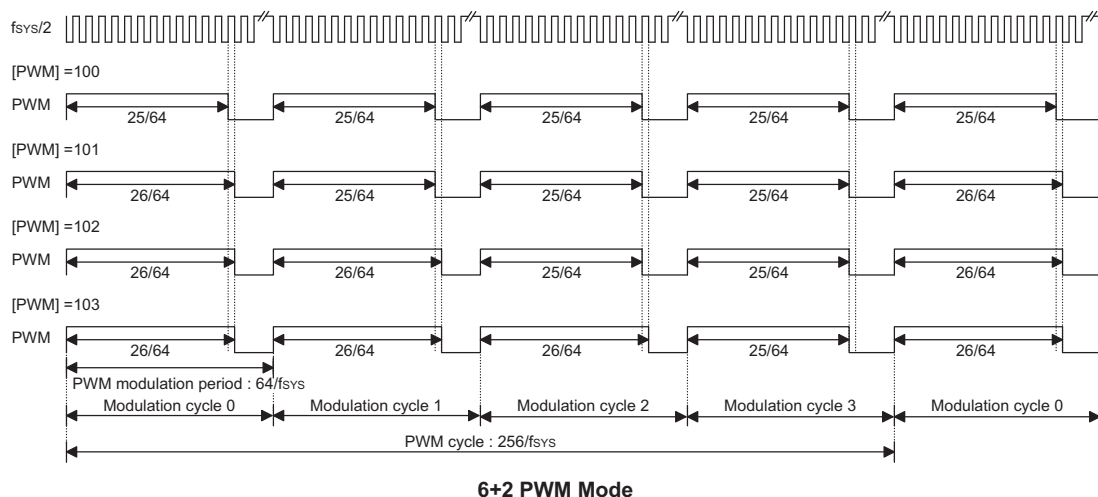 fSYS/2
[PWM] =100
PWM
25/64 25/64 25/64 25/64 25/64
[PWM] =101
PWM
26/64 25/64 25/64 25/64 26/64
[PWM] =102
PWM
26/64 26/64 25/64 25/64 26/64
[PWM] =103
PWM
26/64 26/64 26/64 25/64 26/64
PWM modulation period : 64/fSYS
Modulation cycle 0 Modulation cycle 1 Modulation cycle 2 Modulation cycle 3 Modulation cycle 0
PWM cycle : 256/fSYS
6+2 PWM Mode